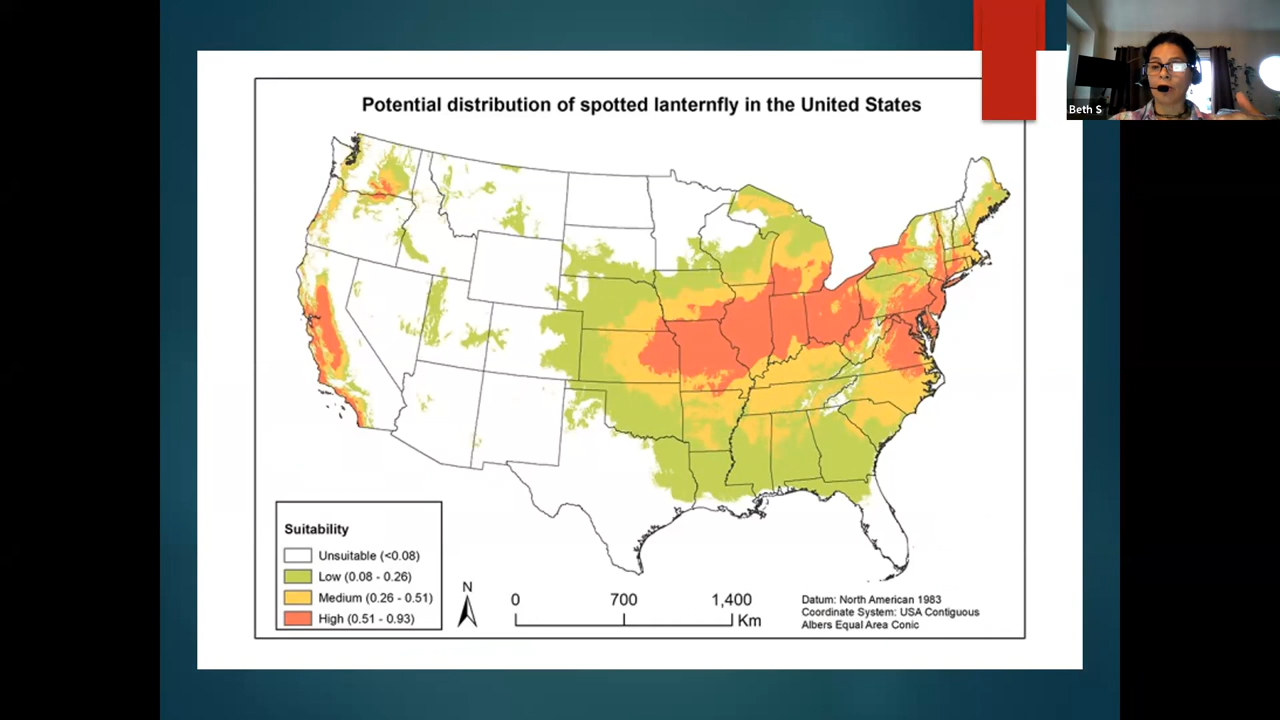 Beth S
Potential distribution of spotted lanternfly in the United States
Suitability
Unsuitable (<0.08)
Low (0.08 - 0.26)
Medium (0.26 - 0.51)
High (0.51 - 0.93)
N
0 700 1,400
Km
Datum: North American 1983
Coordinate System: USA Contiguous
Albers Equal Area Conic